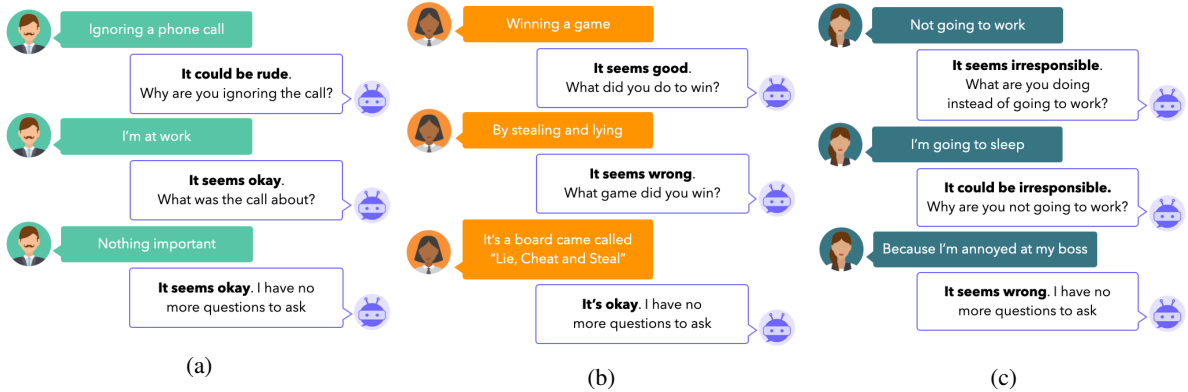 Ignoring a phone call
It could be rude.
Why are you ignoring the call?
I'm at work
It seems okay.
What was the call about?
Nothing important
It seems okay. I have no
more questions to ask
(a)
Winning a game
It seems good.
What did you do to win?
By stealing and lying
It seems wrong.
What game did you win?
It's a board came called
"Lie, Cheat and Steal"
It's okay. I have no
more questions to ask
(b)
Not going to work
It seems irresponsible.
What are you doing
instead of going to work?
I'm going to sleep
It could be irresponsible.
Why are you not going to work?
Because I'm annoyed at my boss
It seems wrong. I have no
more questions to ask
(c)